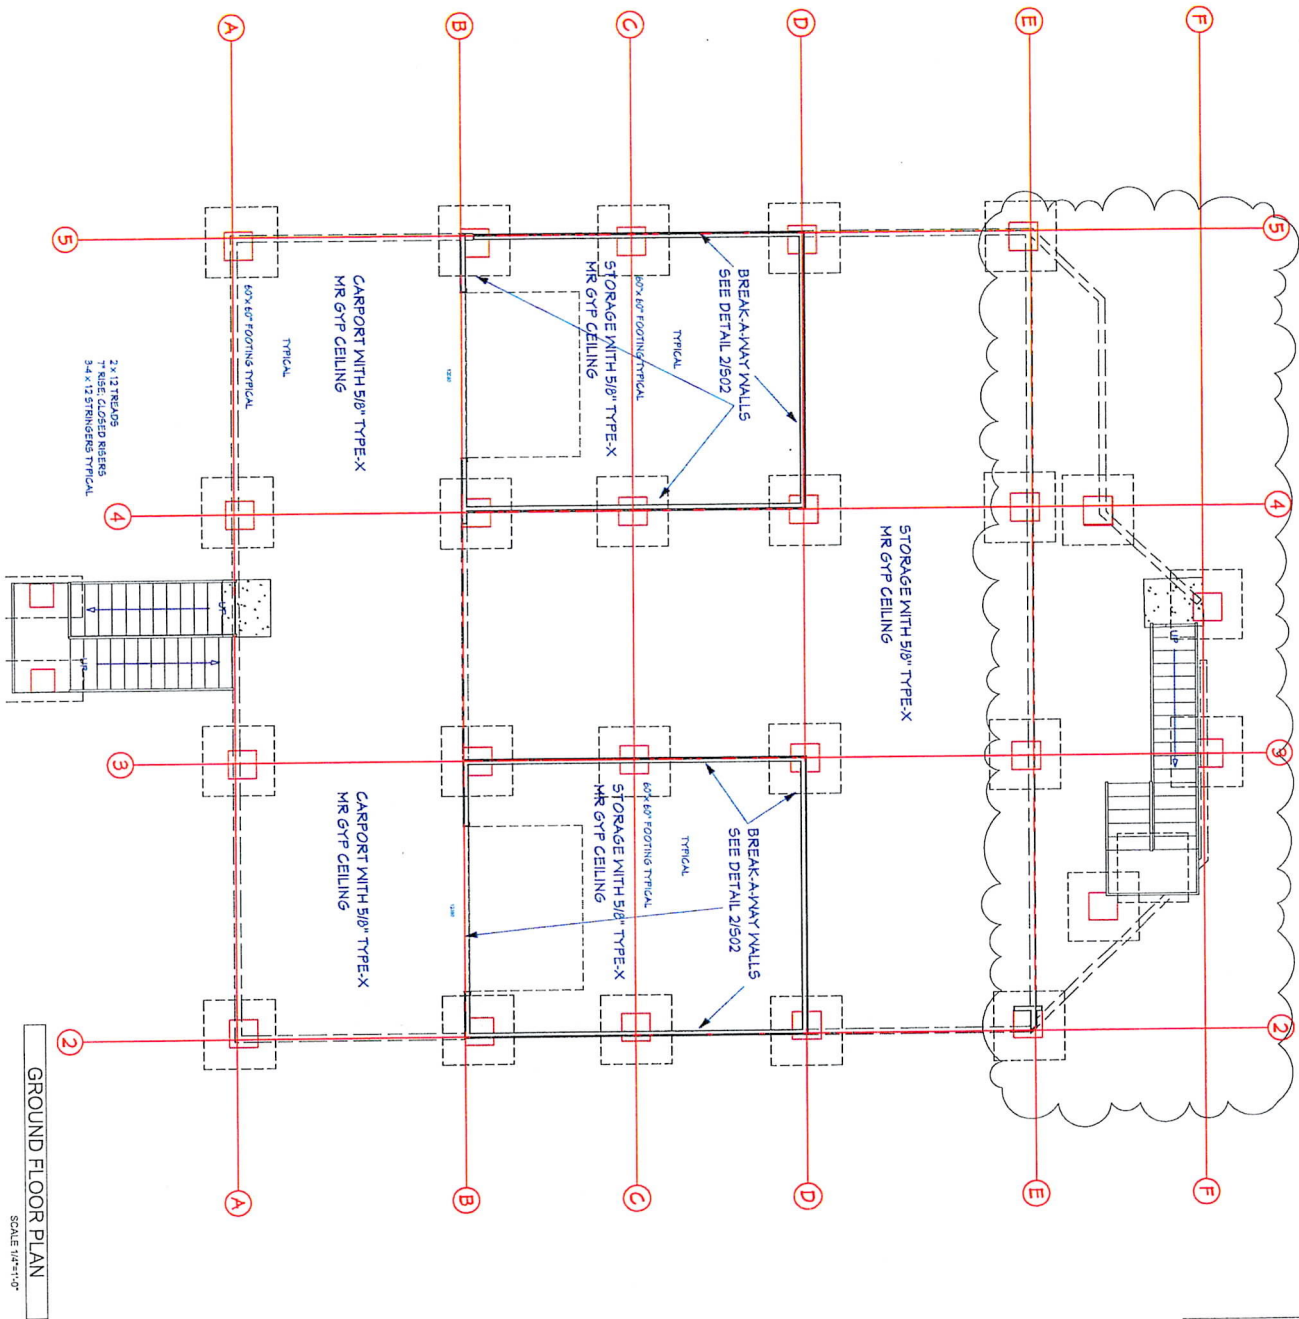 A
B
C
D
E
F
5
5
BREAK-A-WAY WALLS
SEE DETAIL 2/S02
TYPICAL
60"x 60" FOOTING TYPICAL
STORAGE WITH 5/8" TYPE-X
MR GYP CEILING
CARPORT WITH 5/8" TYPE-X
MR GYP CEILING
TYPICAL
60"x 60" FOOTING TYPICAL
2 x 12 TREADS
7" RISE; CLOSED RISERS
3-4 x 12 STRINGERS TYPICAL
4
4
STORAGE WITH 5/8" TYPE-X
MR GYP CEILING
UP
UP
UP
3
3
BREAK-A-WAY WALLS
SEE DETAIL 2/S02
TYPICAL
60"x 60" FOOTING TYPICAL
STORAGE WITH 5/8" TYPE-X
MR GYP CEILING
CARPORT WITH 5/8" TYPE-X
MR GYP CEILING
2
2
A
B
C
D
E
F
GROUND FLOOR PLAN
SCALE 1/4"=1'-0"